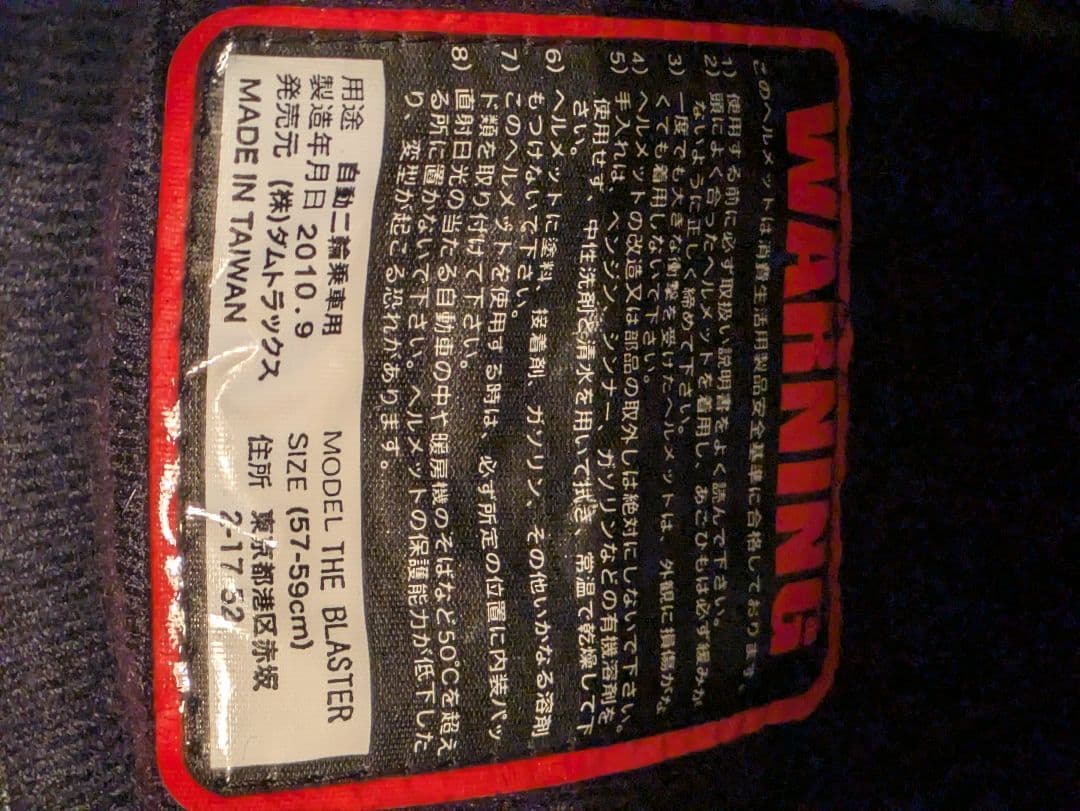 WARNING
このヘルメットは消費生活用製品安全基準に合格しております、
1) 使用する前に必ず取扱い説明書をよく読んで下さい。
2) 頭によく合ったヘルメットを着用し、あごひもは必ず緩みが
ないように正しく締めて下さい。
3) 一度でも大きな衝撃を受けたヘルメットは、外観に損傷がな
くても着用しないで下さい。
4) ヘルメットの改造又は部品の取外しは絶対にしないで下さい。
5) 手入れは、ベンジン、シンナー、ガソリンなどの有機溶剤を
使用せず、中性洗剤と清水を用いて拭き、常温で乾燥して下
さい。
6) ヘルメットに塗料、接着剤、ガソリン、その他いかなる溶剤
もつけないで下さい。
7) このヘルメットを使用する時は、必ず所定の位置に内装パッ
ド類を取り付けて下さい。
8) 直射日光の当たる自動車の中や暖房機のそばなど50℃を超え
る所に置かないで下さい。ヘルメットの保護能力が低下した
り、変型が起こる恐れがあります。
用途 自動二輪乗車用 MODEL THE BLASTER
製造年月日 2010.9 SIZE (57-59cm)
発売元 (株)ダムトラックス 住所 東京都港区赤坂
MADE IN TAIWAN 2-17-52